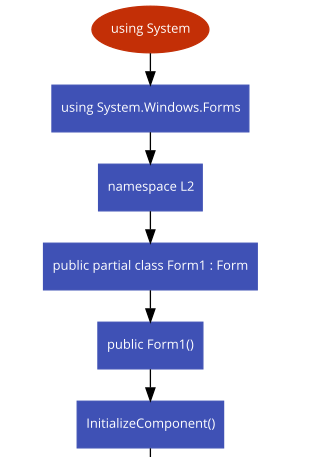 using System
using System.Windows.Forms
namespace L2
public partial class Form1 : Form
public Form1()
InitializeComponent()